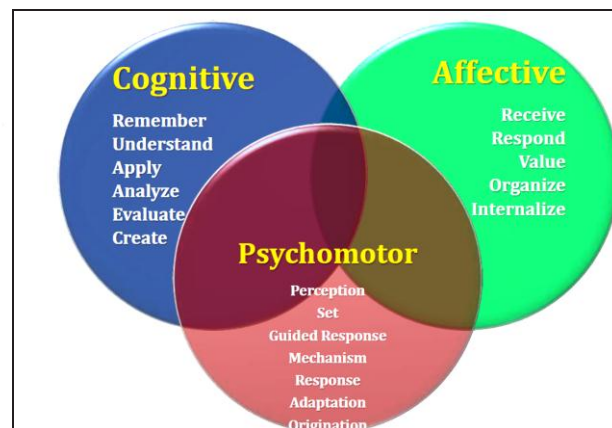 Cognitive
Remember
Understand
Apply
Analyze
Evaluate
Create
Affective
Receive
Respond
Value
Organize
Internalize
Psychomotor
Perception
Set
Guided Response
Mechanism
Response
Adaptation
Origination